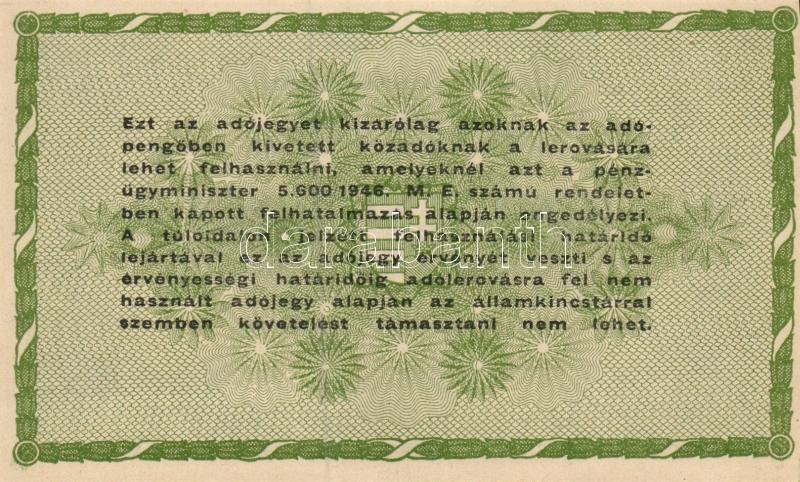 Ezt az adójegyet kizárólag azoknak az adó-
pengőben kivetett közadóknak a lerovására
lehet felhasználni, amelyeknél azt a pénz-
ügyminiszter 5.600 1946. M. E. számú rendelet-
ben kapott felhatalmazás alapján engedélyezi.
A túloldalon jelzett felhasználási határidő
lejártával ez az adójegy érvényét veszti s az
érvényességi határidőig adólerovásra fel nem
használt adójegy alapján az államkincstárral
szemben követelést támasztani nem lehet.
darabanth